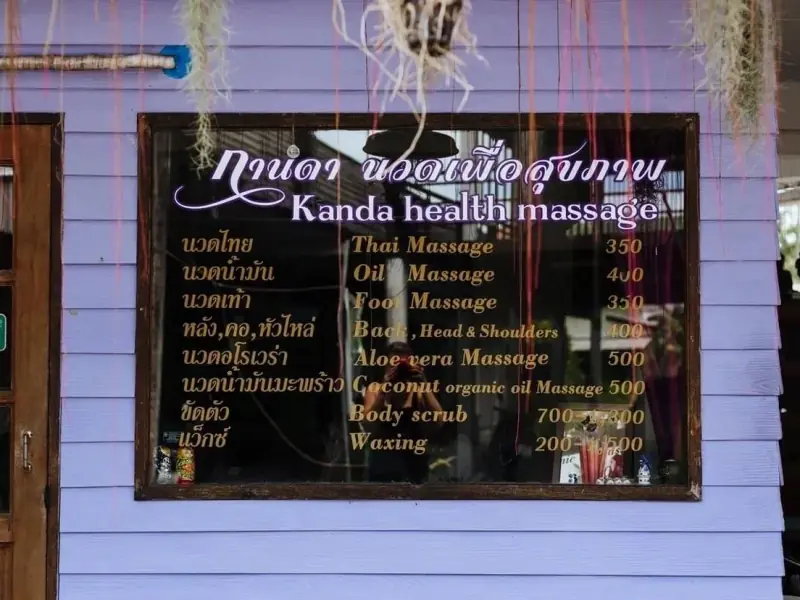 กานดา นวดเพื่อสุขภาพ
Kanda health massage
นวดไทย Thai Massage 350
นวดน้ำมัน Oil Massage 400
นวดเท้า Foot Massage 350
หลัง,คอ,หัวไหล่ Back , Head & Shoulders 400
นวดอโรเวร่า Aloe vera Massage 500
นวดน้ำมันมะพร้าว Coconut organic oil Massage 500
ขัดตัว Body scrub 700-
แว็กซ์ Waxing 200-